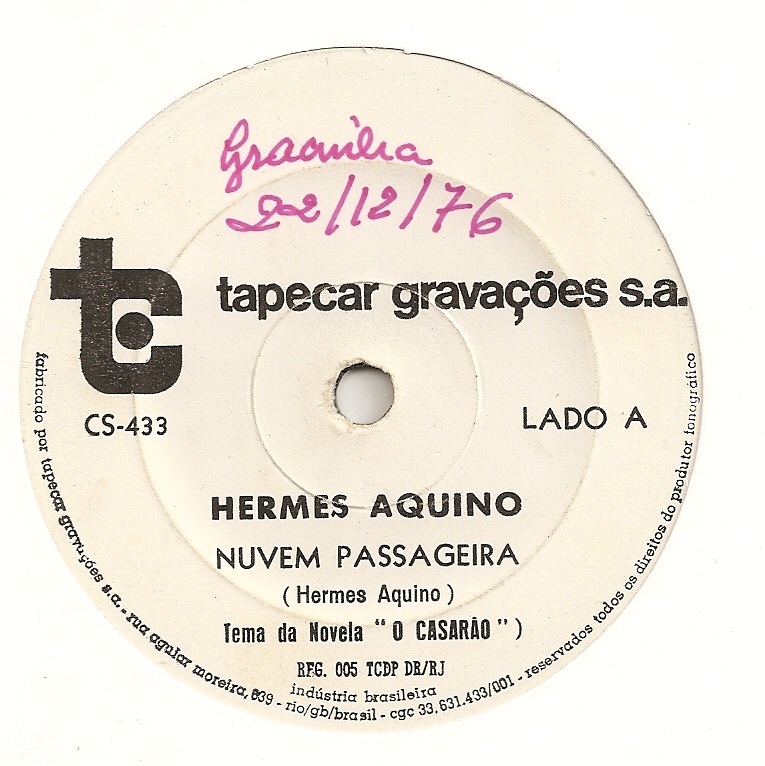 22/12/76
tc
tapecar gravações s.a.
CS-433
LADO A
HERMES AQUINO
NUVEM PASSAGEIRA
( Hermes Aquino )
Tema da Novela " O CASARÃO " )
REG. 005 TCDP DR/RJ
indústria brasileira
fabricado por tapecar gravações s.a. - rua aguiar moreira, 639 - rio/gb/brasil - cgc 33.631.433/001 - reservados todos os direitos do produtor fonográfico